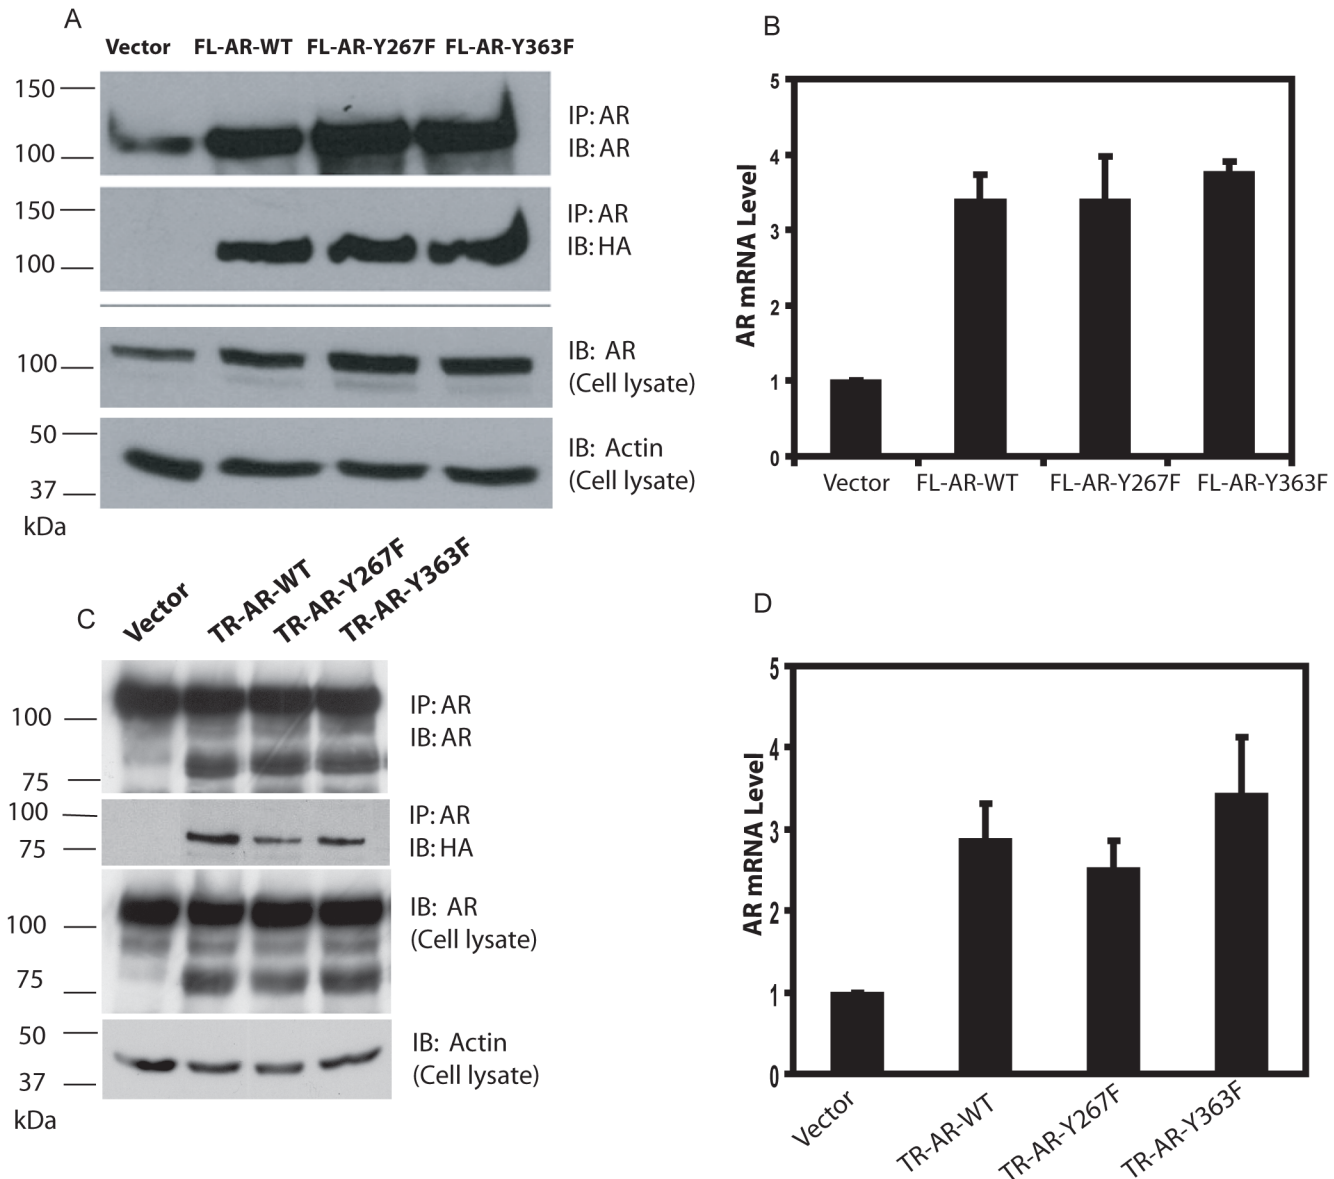 A
Vector FL-AR-WT FL-AR-Y267F FL-AR-Y363F
150
100
IP: AR
IB: AR
150
100
IP: AR
IB: HA
100
IB: AR
(Cell lysate)
50
37
IB: Actin
(Cell lysate)
kDa
B
AR mRNA Level
5
4
3
2
1
0
Vector FL-AR-WT FL-AR-Y267F FL-AR-Y363F
C
Vector
TR-AR-WT
TR-AR-Y267F
TR-AR-Y363F
100
75
IP: AR
IB: AR
100
75
IP: AR
IB: HA
100
75
IB: AR
(Cell lysate)
50
37
IB: Actin
(Cell lysate)
kDa
D
AR mRNA Level
5
4
3
2
1
0
Vector
TR-AR-WT
TR-AR-Y267F
TR-AR-Y363F